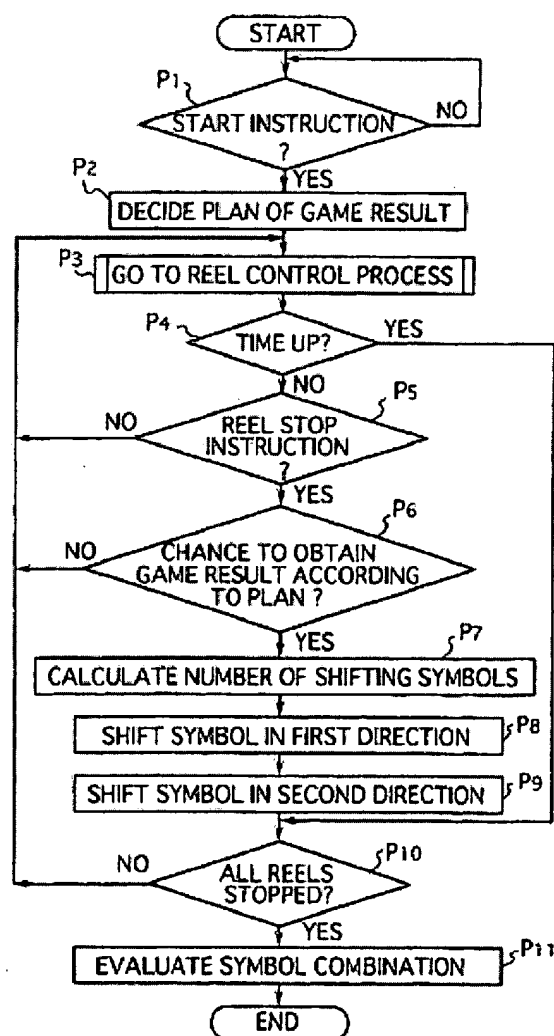 START
P1
START INSTRUCTION
?
NO
YES
P2
DECIDE PLAN OF GAME RESULT
P3
GO TO REEL CONTROL PROCESS
P4
TIME UP?
YES
NO
P5
NO
REEL STOP
INSTRUCTION
?
YES
P6
NO
CHANCE TO OBTAIN
GAME RESULT ACCORDING
TO PLAN ?
YES
P7
CALCULATE NUMBER OF SHIFTING SYMBOLS
SHIFT SYMBOL IN FIRST DIRECTION
P8
SHIFT SYMBOL IN SECOND DIRECTION
P9
NO
P10
ALL REELS
STOPPED?
YES
EVALUATE SYMBOL COMBINATION
P11
END